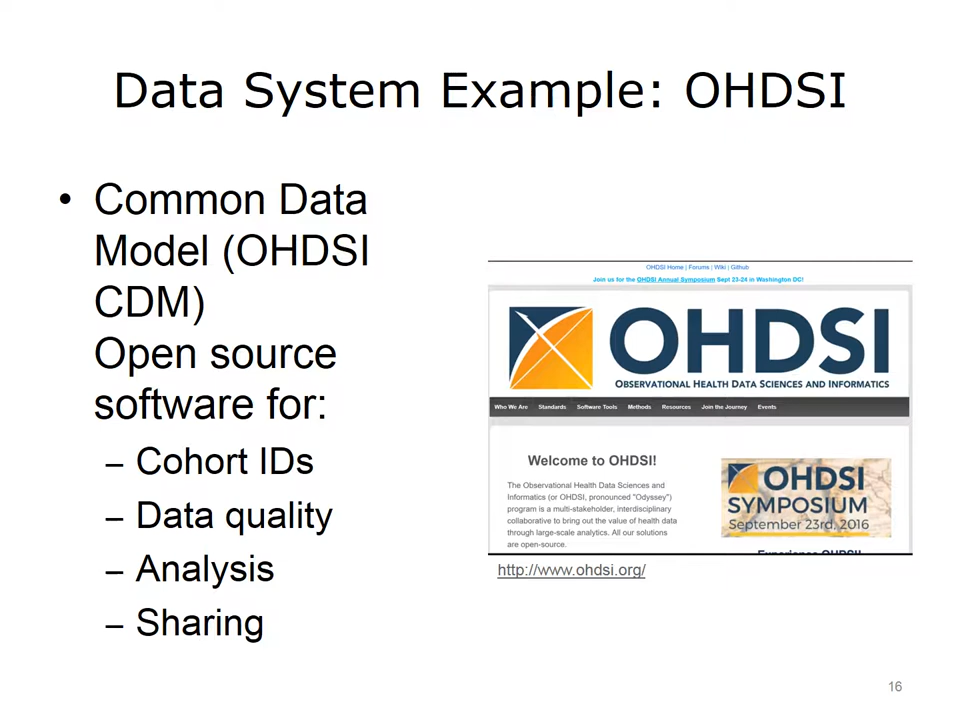 Data System Example: OHDSI
• Common Data
Model (OHDSI
CDM)
Open source
software for:
– Cohort IDs
– Data quality
– Analysis
– Sharing
OHDSI Home | Forums | Wiki | Github
Join us for the OHDSI Annual Symposium Sept 23-24 in Washington DC!
OHDSI
OBSERVATIONAL HEALTH DATA SCIENCES AND INFORMATICS
Who We Are Standards Software Tools Methods Resources Join the Journey Events
Welcome to OHDSI!
The Observational Health Data Sciences and
Informatics (or OHDSI, pronounced "Odyssey")
program is a multi-stakeholder, interdisciplinary
collaborative to bring out the value of health data
through large-scale analytics. All our solutions
are open-source.
OHDSI
SYMPOSIUM
September 23rd, 2016
Experience OHDSI!
http://www.ohdsi.org/
16